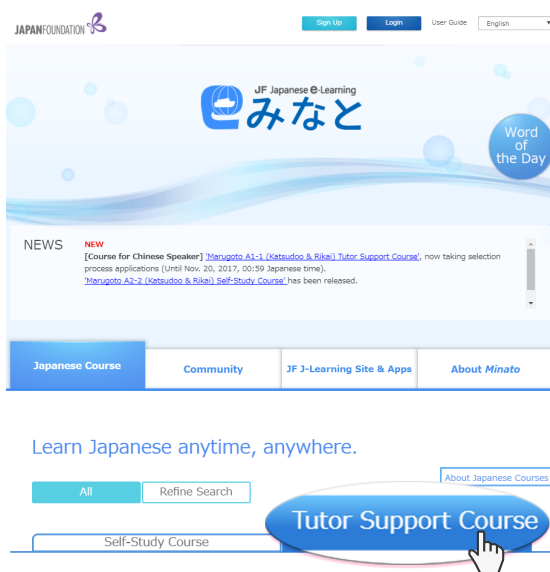 JAPANFOUNDATION
Sign Up
Login
User Guide
English
JF Japanese e-Learning
みなと
Word
of
the Day
NEWS
NEW
[Course for Chinese Speaker] 'Marugoto A1-1 (Katsudoo & Rikai) Tutor Support Course', now taking selection
process applications (Until Nov. 20, 2017, 00:59 Japanese time).
'Marugoto A2-2 (Katsudoo & Rikai) Self-Study Course' has been released.
Japanese Course
Community
JF J-Learning Site & Apps
About Minato
Learn Japanese anytime, anywhere.
About Japanese Courses
All
Refine Search
Tutor Support Course
Self-Study Course